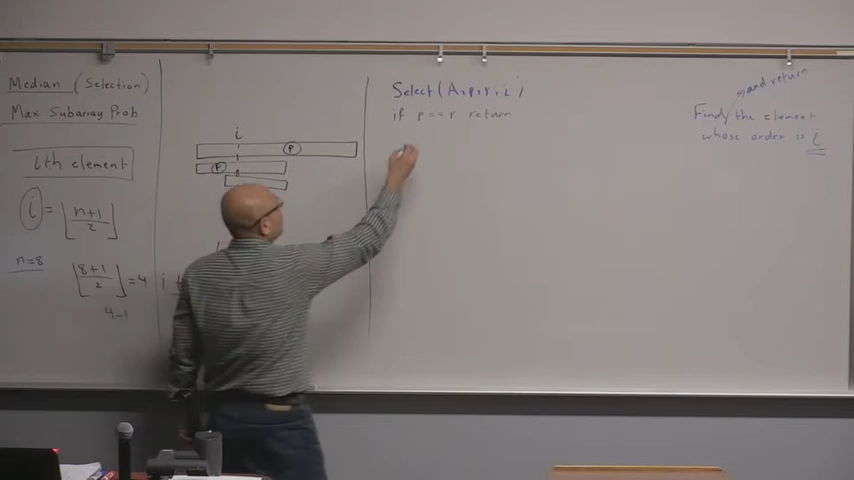 Median (Selection)
Max Subarray Prob
ith element
i = ⌊n+1/2⌋
n=8
⌊8+1/2⌋=4
4-1
i
P
P
i
Select(A,p,r,i)
if p==r return
and return
Find the element
whose order is i